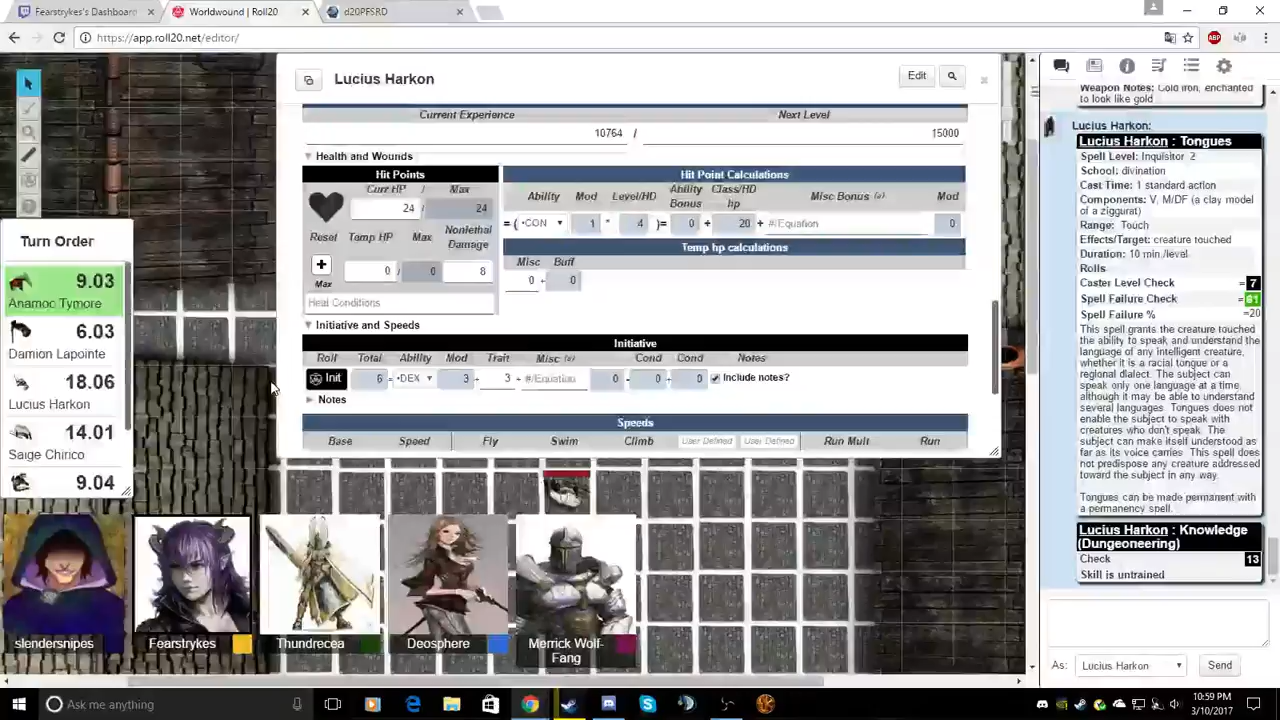 Fearstrykes's Dashboard
Worldwound | Roll20
d20PFSRD
https://app.roll20.net/editor/
ABP
Lucius Harkon
Edit
Current Experience
Next Level
10764 /
15000
Health and Wounds
Hit Points
Curr HP / Max
24 24
Reset Temp HP Max Nonlethal Damage
0 / 0 8
Max
Heal Conditions
Hit Point Calculations
Ability Mod Level/HD Ability Bonus Class/HD hp Misc Bonus (s) Mod
= ( •CON 1 * 4 )= 0 + 20 + #/Equation 0
Temp hp calculations
Misc Buff
0 + 0
Initiative and Speeds
Initiative
Roll Total Ability Mod Trait Misc (s) Cond Cond Notes
Init 6 = •DEX 3 + 3 + #/Equation 0 0 0 Include notes?
Notes
Speeds
Base Speed Fly Swim Climb User Defined User Defined Run Mult Run
Turn Order
9.03
Anamoc Tymore
6.03
Damion Lapointe
18.06
Lucius Harkon
14.01
Saige Chirico
9.04
slendersnipes
Fearstrykes
Thundrecea
Deosphere
Merrick Wolf-
Fang
Weapon Notes: Cold iron, enchanted
to look like gold
Lucius Harkon:
Lucius Harkon : Tongues
Spell Level: Inquisitor 2
School: divination
Cast Time: 1 standard action
Components: V, M/DF (a clay model
of a ziggurat)
Range: Touch
Effects/Target: creature touched
Duration: 10 min./level
Rolls
Caster Level Check =7
Spell Failure Check =61
Spell Failure % =20
This spell grants the creature touched
the ability to speak and understand the
language of any intelligent creature,
whether it is a racial tongue or a
regional dialect. The subject can
speak only one language at a time,
although it may be able to understand
several languages. Tongues does not
enable the subject to speak with
creatures who don't speak. The
subject can make itself understood as
far as its voice carries. This spell does
not predispose any creature addressed
toward the subject in any way.
Tongues can be made permanent with
a permanency spell.
Lucius Harkon : Knowledge
(Dungeoneering)
Check 13
Skill is untrained
As: Lucius Harkon
Send
Ask me anything
10:59 PM
3/10/2017